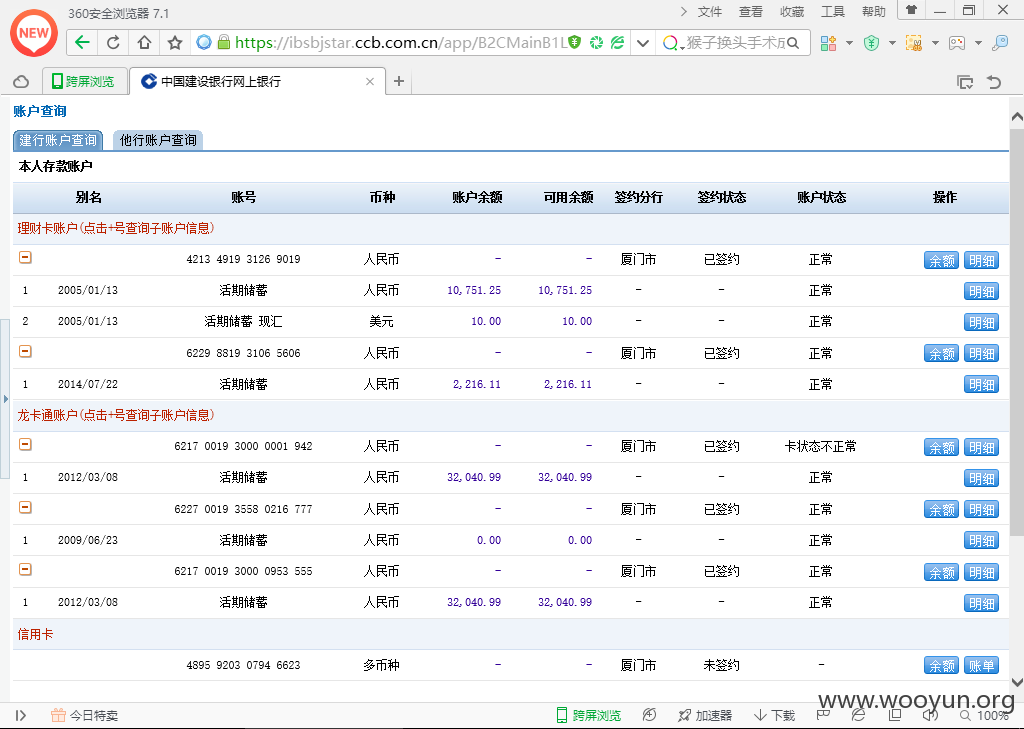 360安全浏览器 7.1 文件 查看 收藏 工具 帮助
NEW
https://ibsbjstar.ccb.com.cn/app/B2CMainB1L 猴子换头手术成
跨屏浏览 中国建设银行网上银行
账户查询
建行账户查询 他行账户查询
本人存款账户
别名 账号 币种 账户余额 可用余额 签约分行 签约状态 账户状态 操作
理财卡账户(点击+号查询子账户信息)
4213 4919 3126 9019 人民币 - - 厦门市 已签约 正常 余额 明细
1 2005/01/13 活期储蓄 人民币 10,751.25 10,751.25 - - 正常 明细
2 2005/01/13 活期储蓄 现汇 美元 10.00 10.00 - - 正常 明细
6229 8819 3106 5606 人民币 - - 厦门市 已签约 正常 余额 明细
1 2014/07/22 活期储蓄 人民币 2,216.11 2,216.11 - - 正常 明细
龙卡通账户(点击+号查询子账户信息)
6217 0019 3000 0001 942 人民币 - - 厦门市 已签约 卡状态不正常 余额 明细
1 2012/03/08 活期储蓄 人民币 32,040.99 32,040.99 - - 正常 明细
6227 0019 3558 0216 777 人民币 - - 厦门市 已签约 正常 余额 明细
1 2009/06/23 活期储蓄 人民币 0.00 0.00 - - 正常 明细
6217 0019 3000 0953 555 人民币 - - 厦门市 已签约 正常 余额 明细
1 2012/03/08 活期储蓄 人民币 32,040.99 32,040.99 - - 正常 明细
信用卡
4895 9203 0794 6623 多币种 - - 厦门市 未签约 - 余额 账单
www.wooyun.org
今日特卖 跨屏浏览 加速器 下载 100%